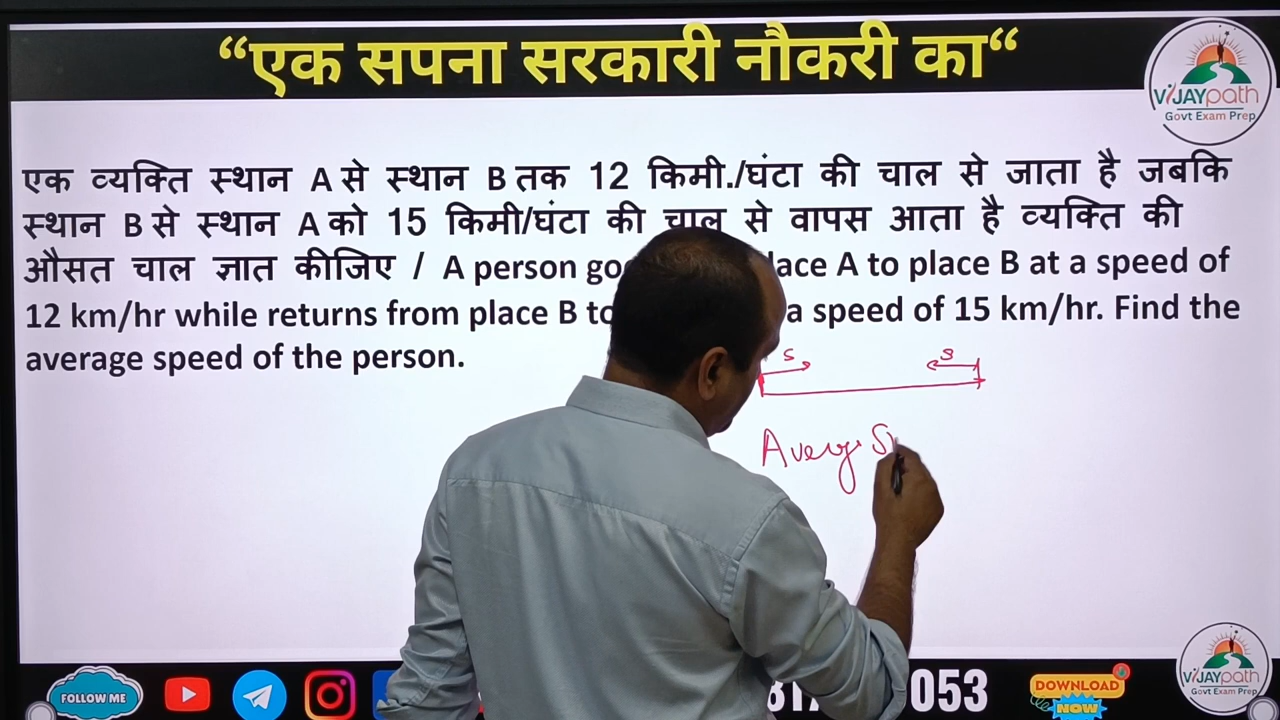 “एक सपना सरकारी नौकरी का“
VIJAYpath
Govt Exam Prep
एक व्यक्ति स्थान A से स्थान B तक 12 किमी./घंटा की चाल से जाता है जबकि
स्थान B से स्थान A को 15 किमी/घंटा की चाल से वापस आता है व्यक्ति की
औसत चाल ज्ञात कीजिए / A person lace A to place B at a speed of
12 km/hr while returns from place B to a speed of 15 km/hr. Find the
average speed of the person.
S S
VIJAYpath
Govt Exam Prep
FOLLOW ME
053
DOWNLOAD
NOW